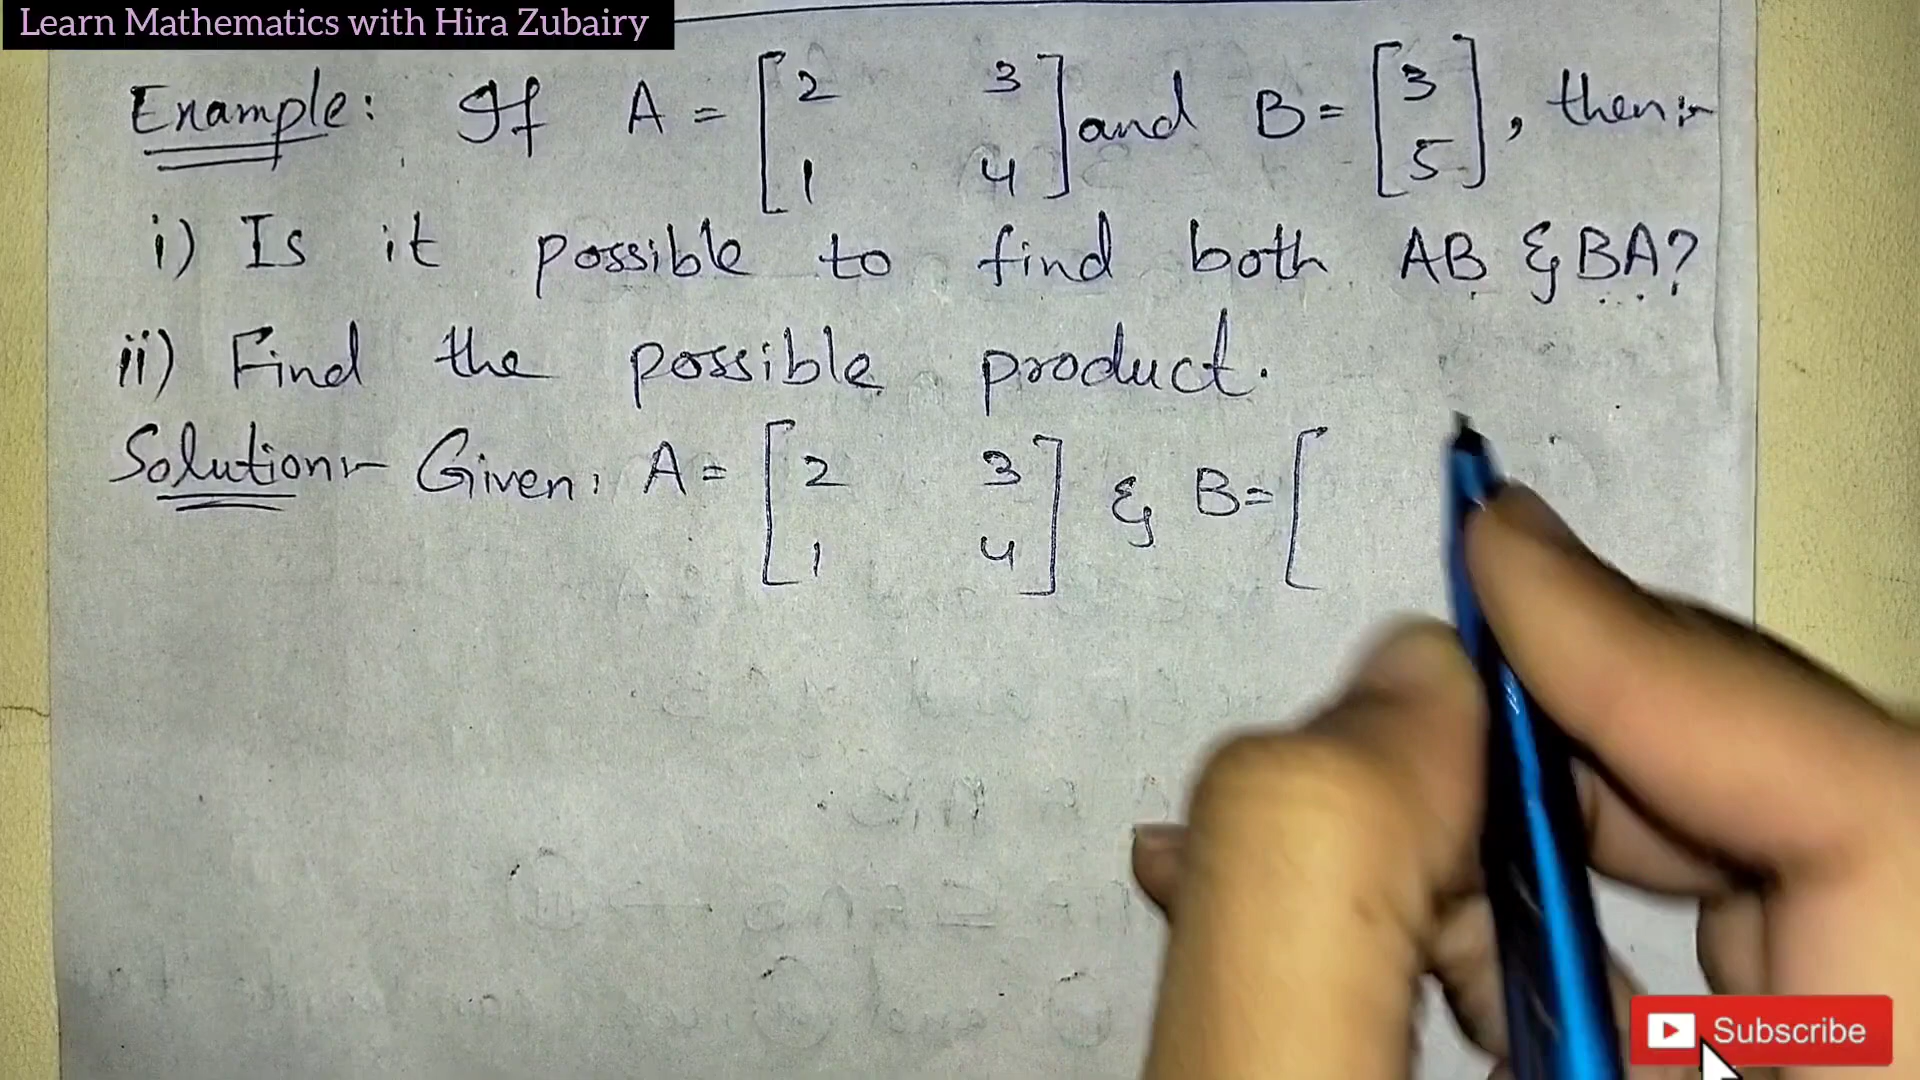 Learn Mathematics with Hira Zubairy
Example: If A = [2 3 1 4] and B = [3 5], then:-
i) Is it possible to find both AB & BA?
ii) Find the possible product.
Solution:- Given, A = [2 3 1 4] & B = [
Subscribe